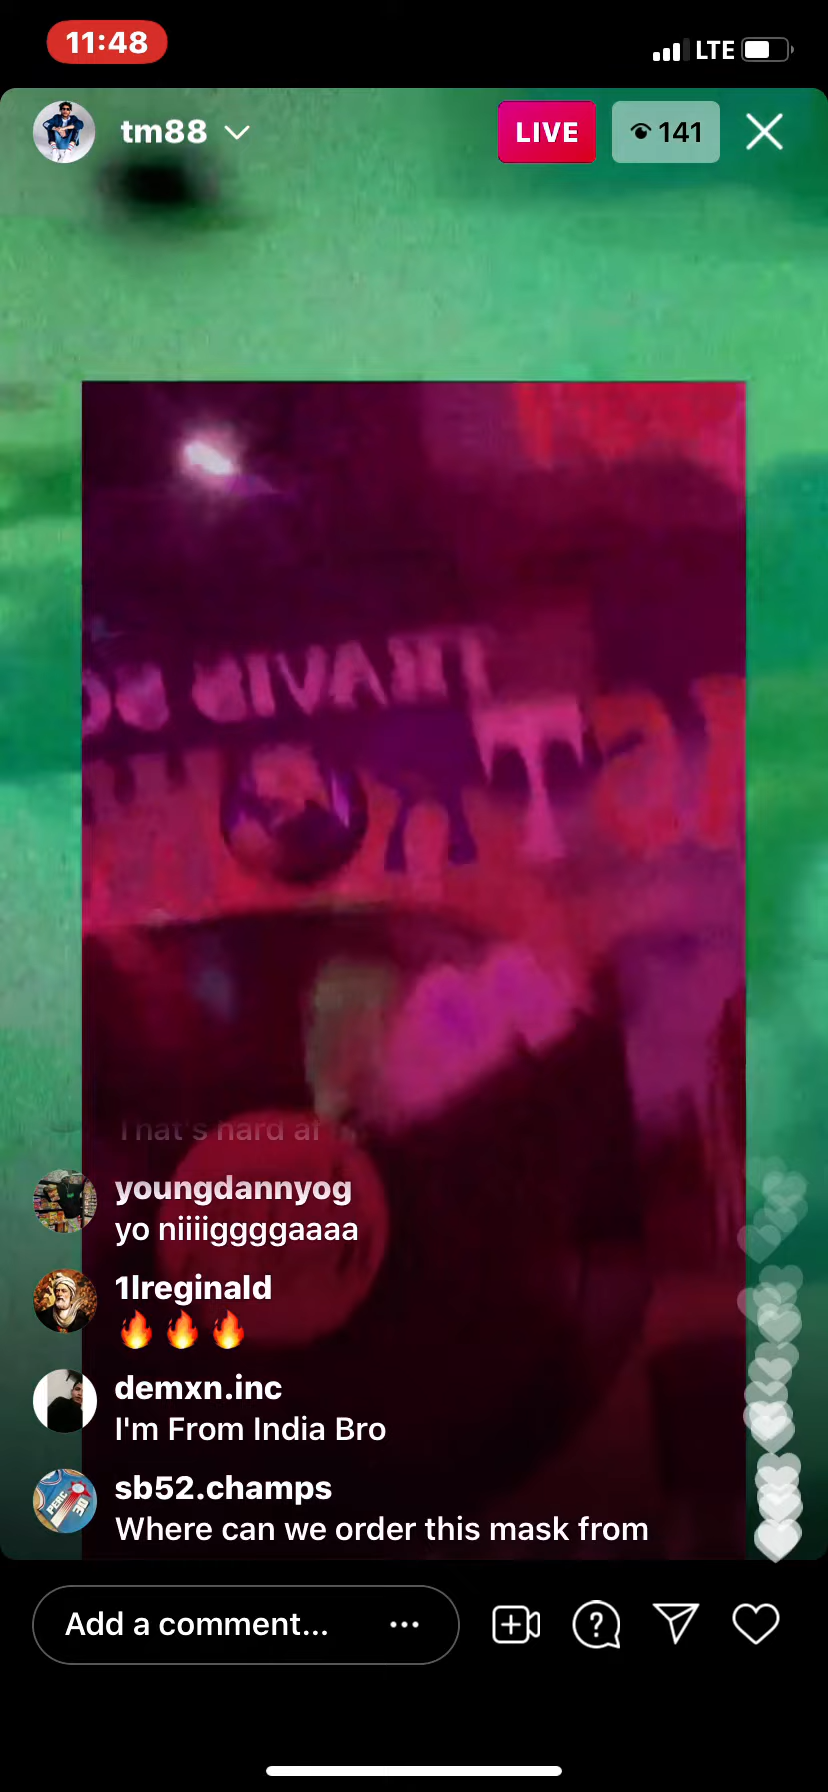 11:48
LTE
tm88
LIVE
141
That's hard af
youngdannyog
yo niiiiggggaaaa
1lreginald
🔥🔥🔥
demxn.inc
I'm From India Bro
sb52.champs
Where can we order this mask from
Add a comment...